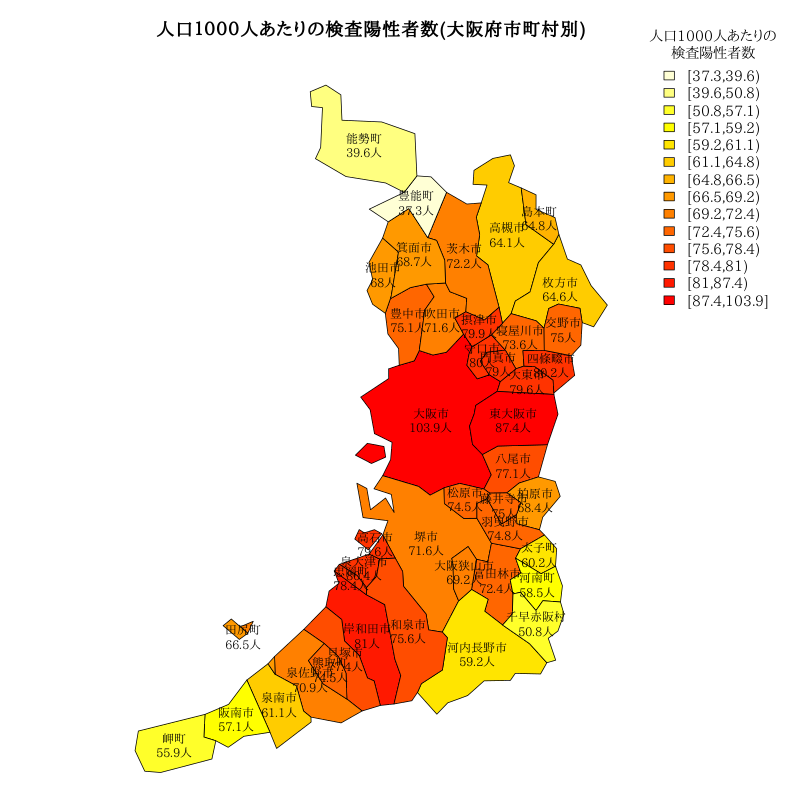 人口1000人あたりの検査陽性者数(大阪府市町村別)
人口1000人あたりの
検査陽性者数
[37.3,39.6)
[39.6,50.8)
[50.8,57.1)
[57.1,59.2)
[59.2,61.1)
[61.1,64.8)
[64.8,66.5)
[66.5,69.2)
[69.2,72.4)
[72.4,75.6)
[75.6,78.4)
[78.4,81)
[81,87.4)
[87.4,103.9]
能勢町
39.6人
豊能町
37.3人
島本町
64.8人
高槻市
64.1人
茨木市
72.2人
箕面市
68.7人
池田市
68人
枚方市
64.6人
豊中市
75.1人
吹田市
71.6人
摂津市
79.9人
寝屋川市
73.6人
交野市
75人
守口市
門真市
79人
四條畷市
80.2人
大東市
79.6人
大阪市
103.9人
東大阪市
87.4人
八尾市
77.1人
松原市
74.5人
藤井寺市
75人
柏原市
68.4人
羽曳野市
74.8人
高石市
79.6人
堺市
71.6人
太子町
60.2人
泉大津市
80.4人
78.4人
大阪狭山市
69.2人
富田林市
72.4人
河南町
58.5人
千早赤阪村
50.8人
田尻町
66.5人
岸和田市
81人
和泉市
75.6人
河内長野市
59.2人
貝塚市
77.4人
熊取町
74.5人
泉佐野市
70.9人
泉南市
61.1人
阪南市
57.1人
岬町
55.9人